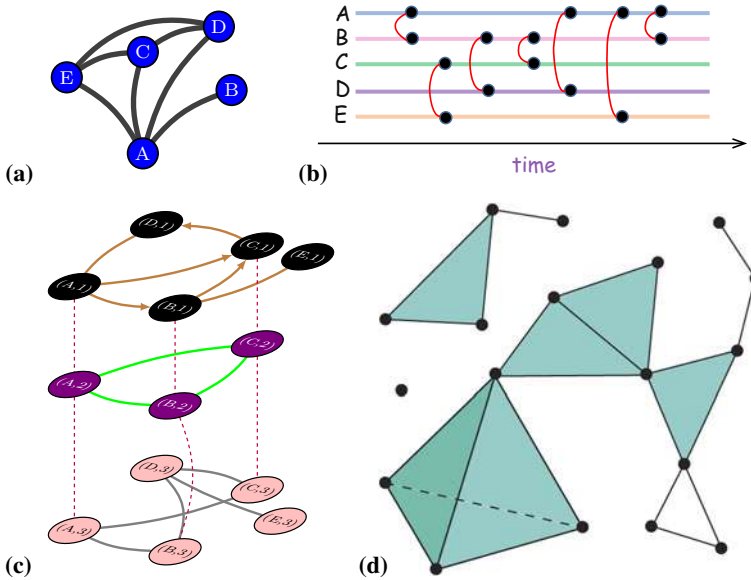 D
C
E
B
A
(a)
A
B
C
D
E
time
(b)
(D,1)
(C,1)
(E,1)
(A,1)
(B,1)
(C,2)
(A,2)
(B,2)
(D,3)
(C,3)
(E,3)
(A,3)
(B,3)
(c)
(d)